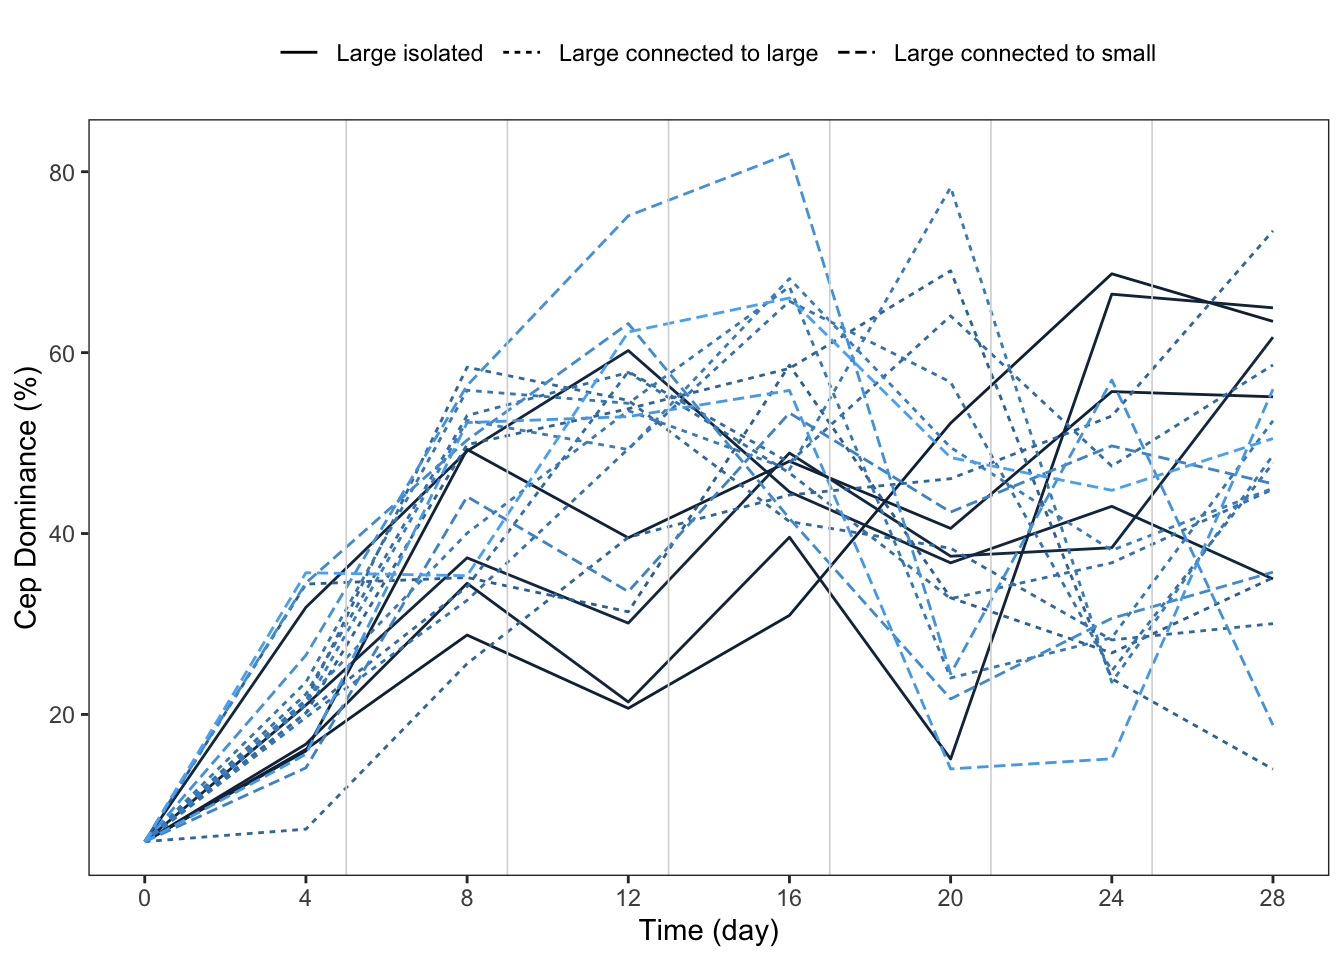 Large isolated Large connected to large Large connected to small
80
60
40
20
Cep Dominance (%)
0 4 8 12 16 20 24 28
Time (day)